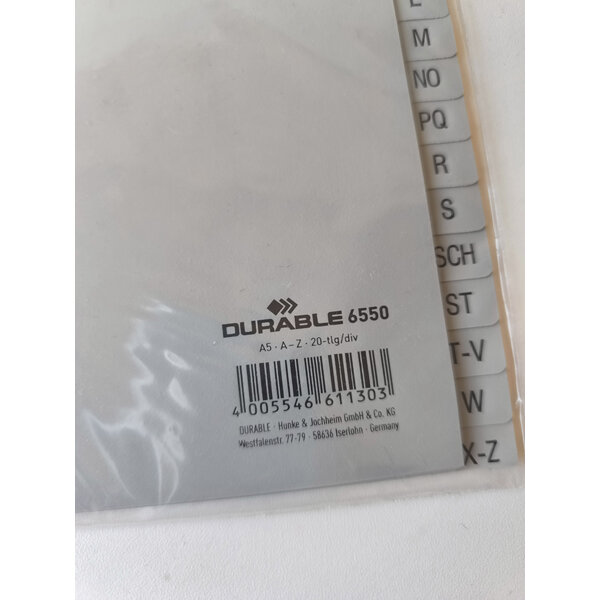 L
M
NO
PQ
R
S
SCH
ST
T-V
W
X-Z
DURABLE 6550
A5 · A – Z · 20-tlg/div
4 005546 611303
DURABLE · Hunke & Jochheim GmbH & Co. KG
Westfalenstr. 77-79 · 58636 Iserlohn · Germany